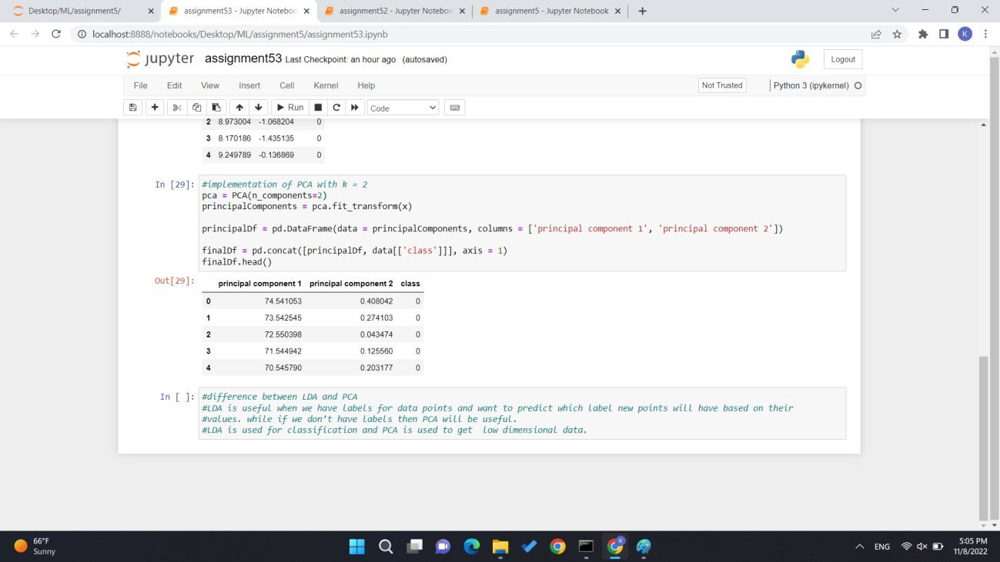 Desktop/ML/assignment5/
assignment53 - Jupyter Noteboo
assignment52 - Jupyter Noteboo
assignment5 - Jupyter Notebook
localhost:8888/notebooks/Desktop/ML/assignment5/assignment53.ipynb
K
jupyter assignment53 Last Checkpoint: an hour ago (autosaved)
Logout
File Edit View Insert Cell Kernel Help
Not Trusted
Python 3 (ipykernel)
Run
Code
2 8.973004 -1.068204 0
3 8.170186 -1.435135 0
4 9.249789 -0.136869 0
In [29]: #implementation of PCA with k = 2
pca = PCA(n_components=2)
principalComponents = pca.fit_transform(x)
principalDf = pd.DataFrame(data = principalComponents, columns = ['principal component 1', 'principal component 2'])
finalDf = pd.concat([principalDf, data[['class']]], axis = 1)
finalDf.head()
Out[29]:
principal component 1 principal component 2 class
0 74.541053 0.408042 0
1 73.542545 0.274103 0
2 72.550398 0.043474 0
3 71.544942 0.125560 0
4 70.545790 0.203177 0
In [ ]: #difference between LDA and PCA
#LDA is useful when we have labels for data points and want to predict which label new points will have based on their
#values. while if we don’t have labels then PCA will be useful.
#LDA is used for classification and PCA is used to get  low dimensional data.
66°F
Sunny
K
ENG
5:05 PM
11/8/2022